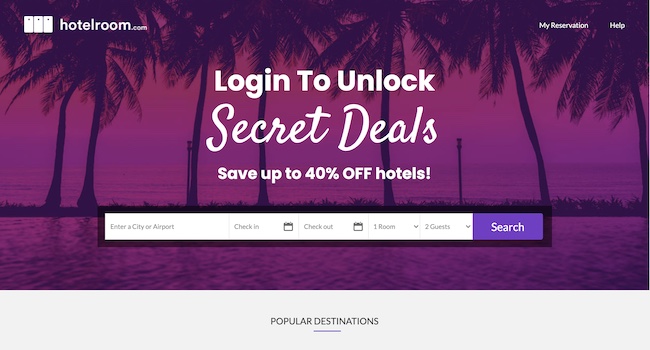 hotelroom.com
My Reservation
Help
Login To Unlock
Secret Deals
Save up to 40% OFF hotels!
Enter a City or Airport
Check in
Check out
1 Room
2 Guests
Search
POPULAR DESTINATIONS